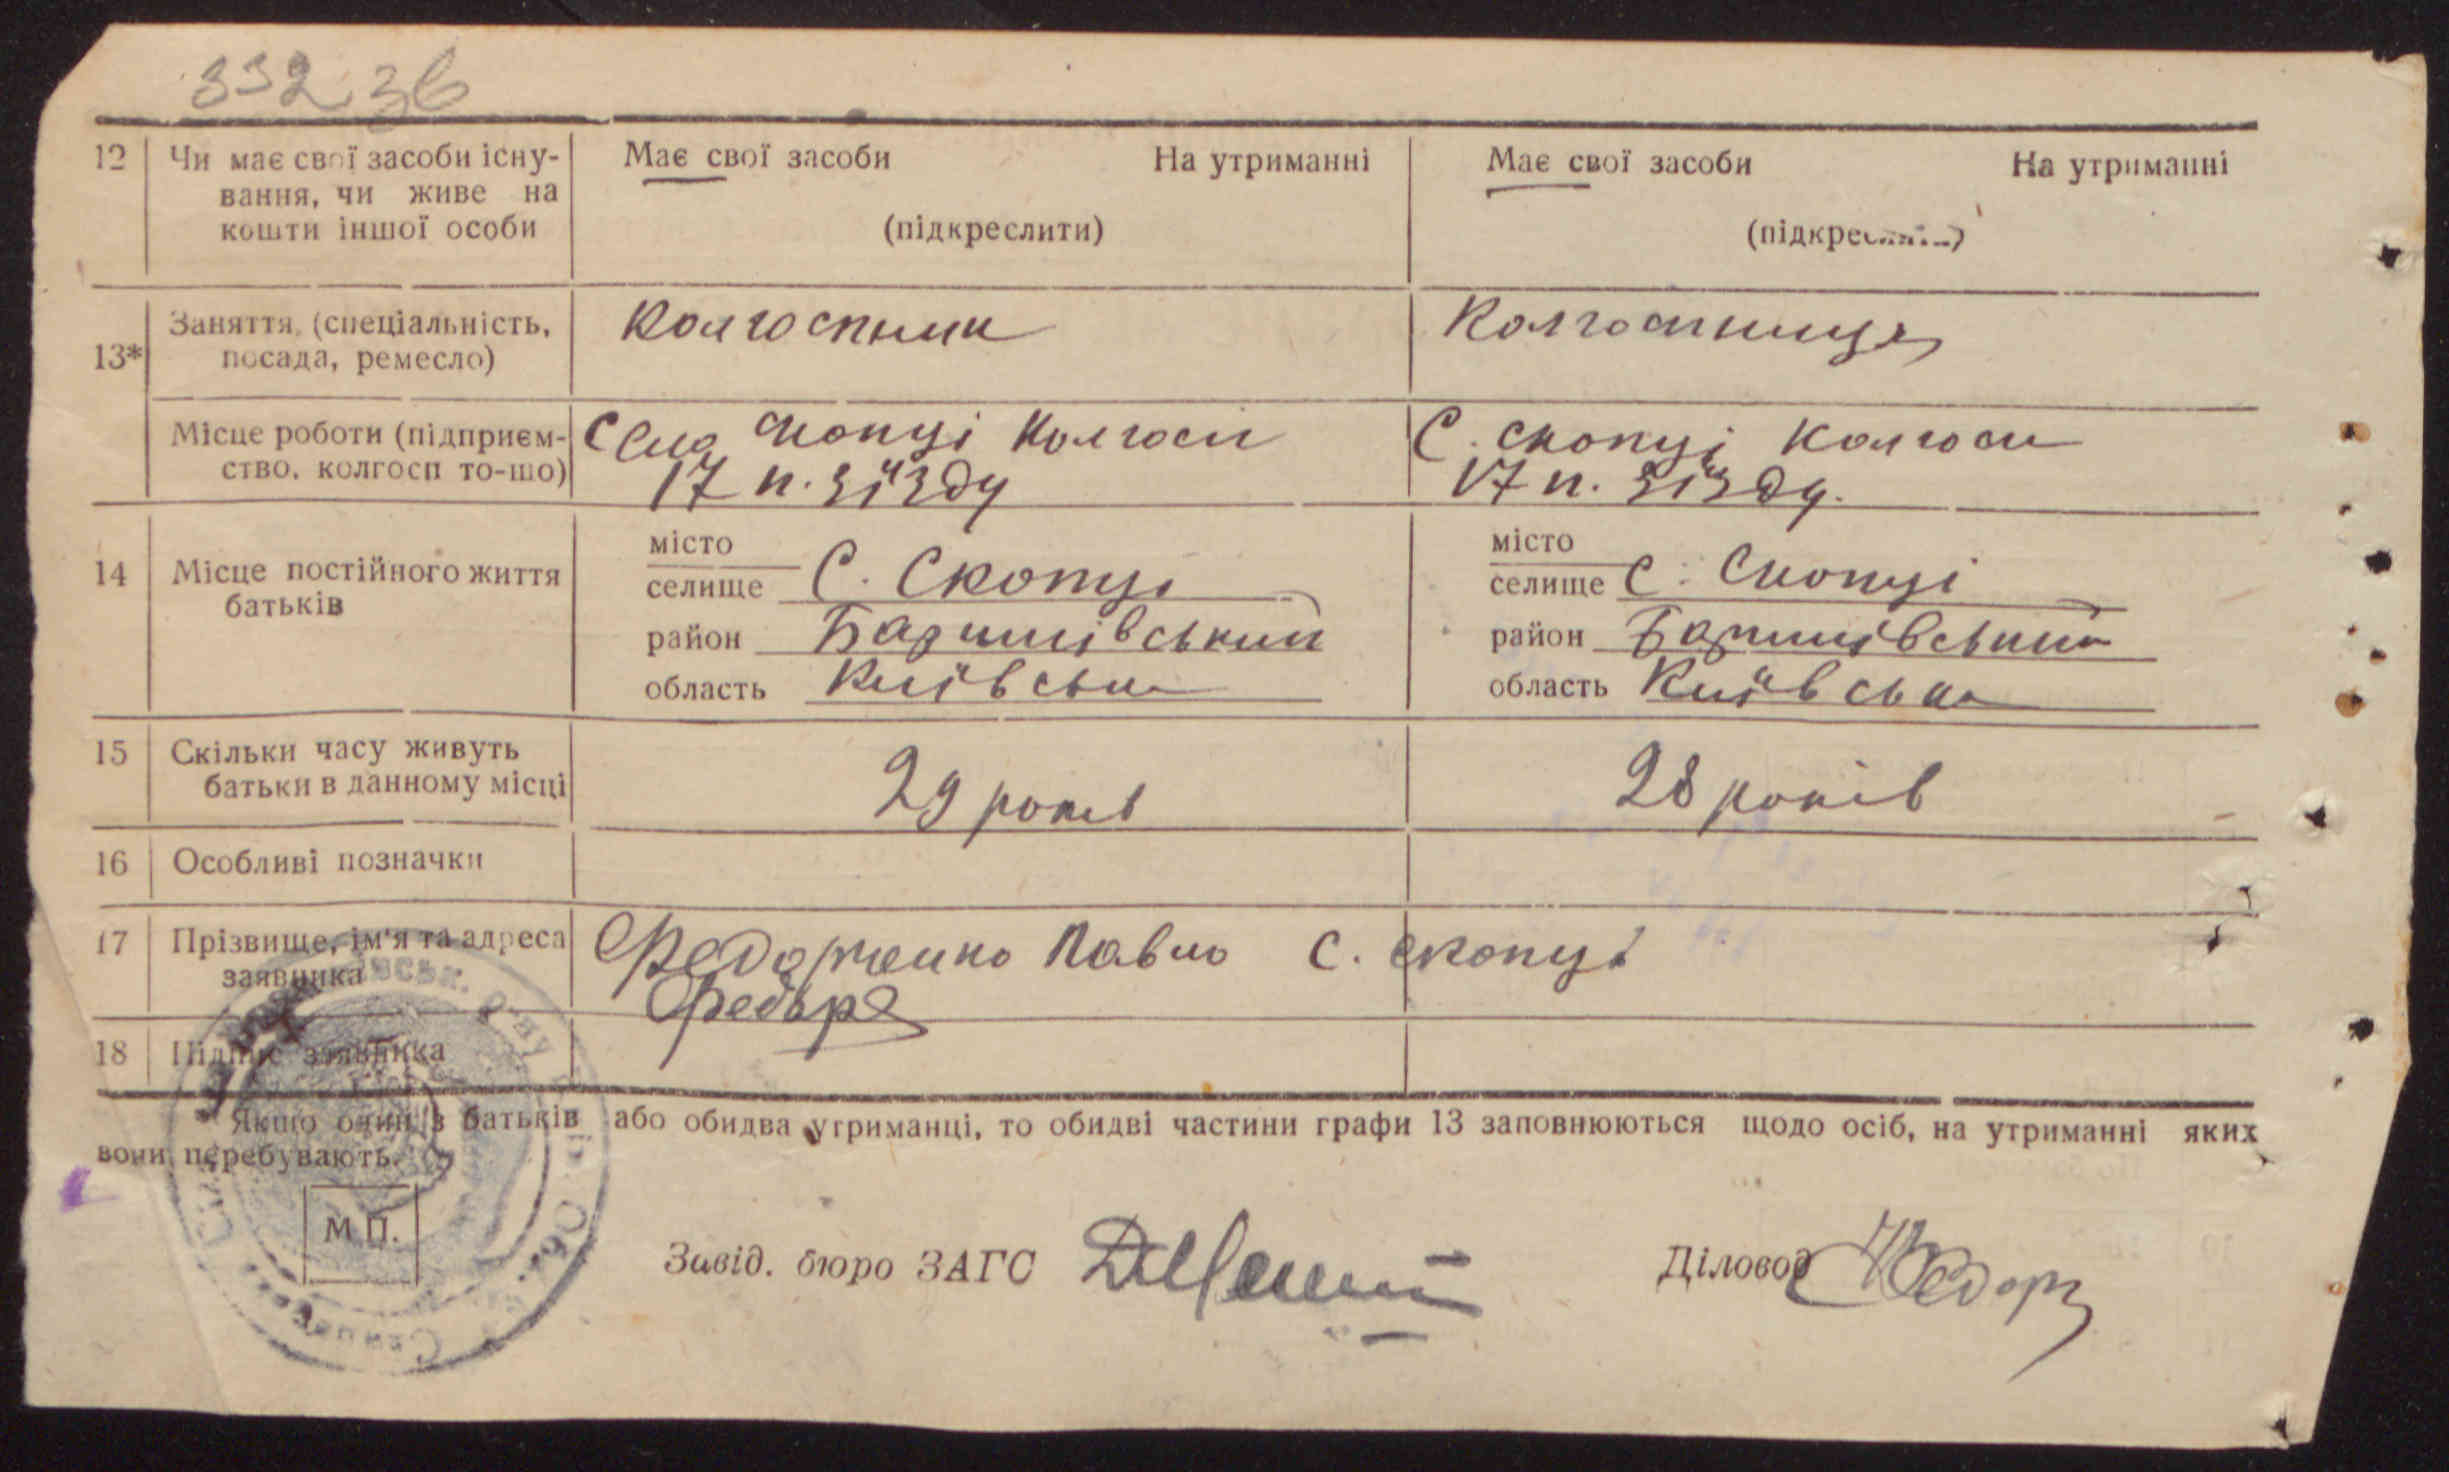 332 36
12 Чи має свої засоби існу- Має свої засоби На утриманні Має свої засоби На утриманні
вання, чи живе на
кошти іншої особи (підкреслити) (підкреслити)
13* Заняття (спеціальність, Колгоспник Колгоспниця
посада, ремесло)
Місце роботи (підприєм- Село Скопці Колгосп С. Скопці Колгосп
ство, колгосп то-що) 17 п. зїзду 17 п. зїзду.
14 Місце постійного життя батьків
місто
селище С. Скопці
район Баришівський
область Київська
місто
селище С. Скопці
район Баришівський
область Київська
15 Скільки часу живуть 29 років 28 років
батьки в данному місці
16 Особливі позначки
17 Прізвище, ім'я та адреса Федорченко Павло С. Скопці
заявника
18 Підпис заявника
Якщо один з батьків або обидва утриманці, то обидві частини графи 13 заповнюються щодо осіб, на утриманні яких
вони перебувають.
М П.
Завід. бюро ЗАГС Діловод